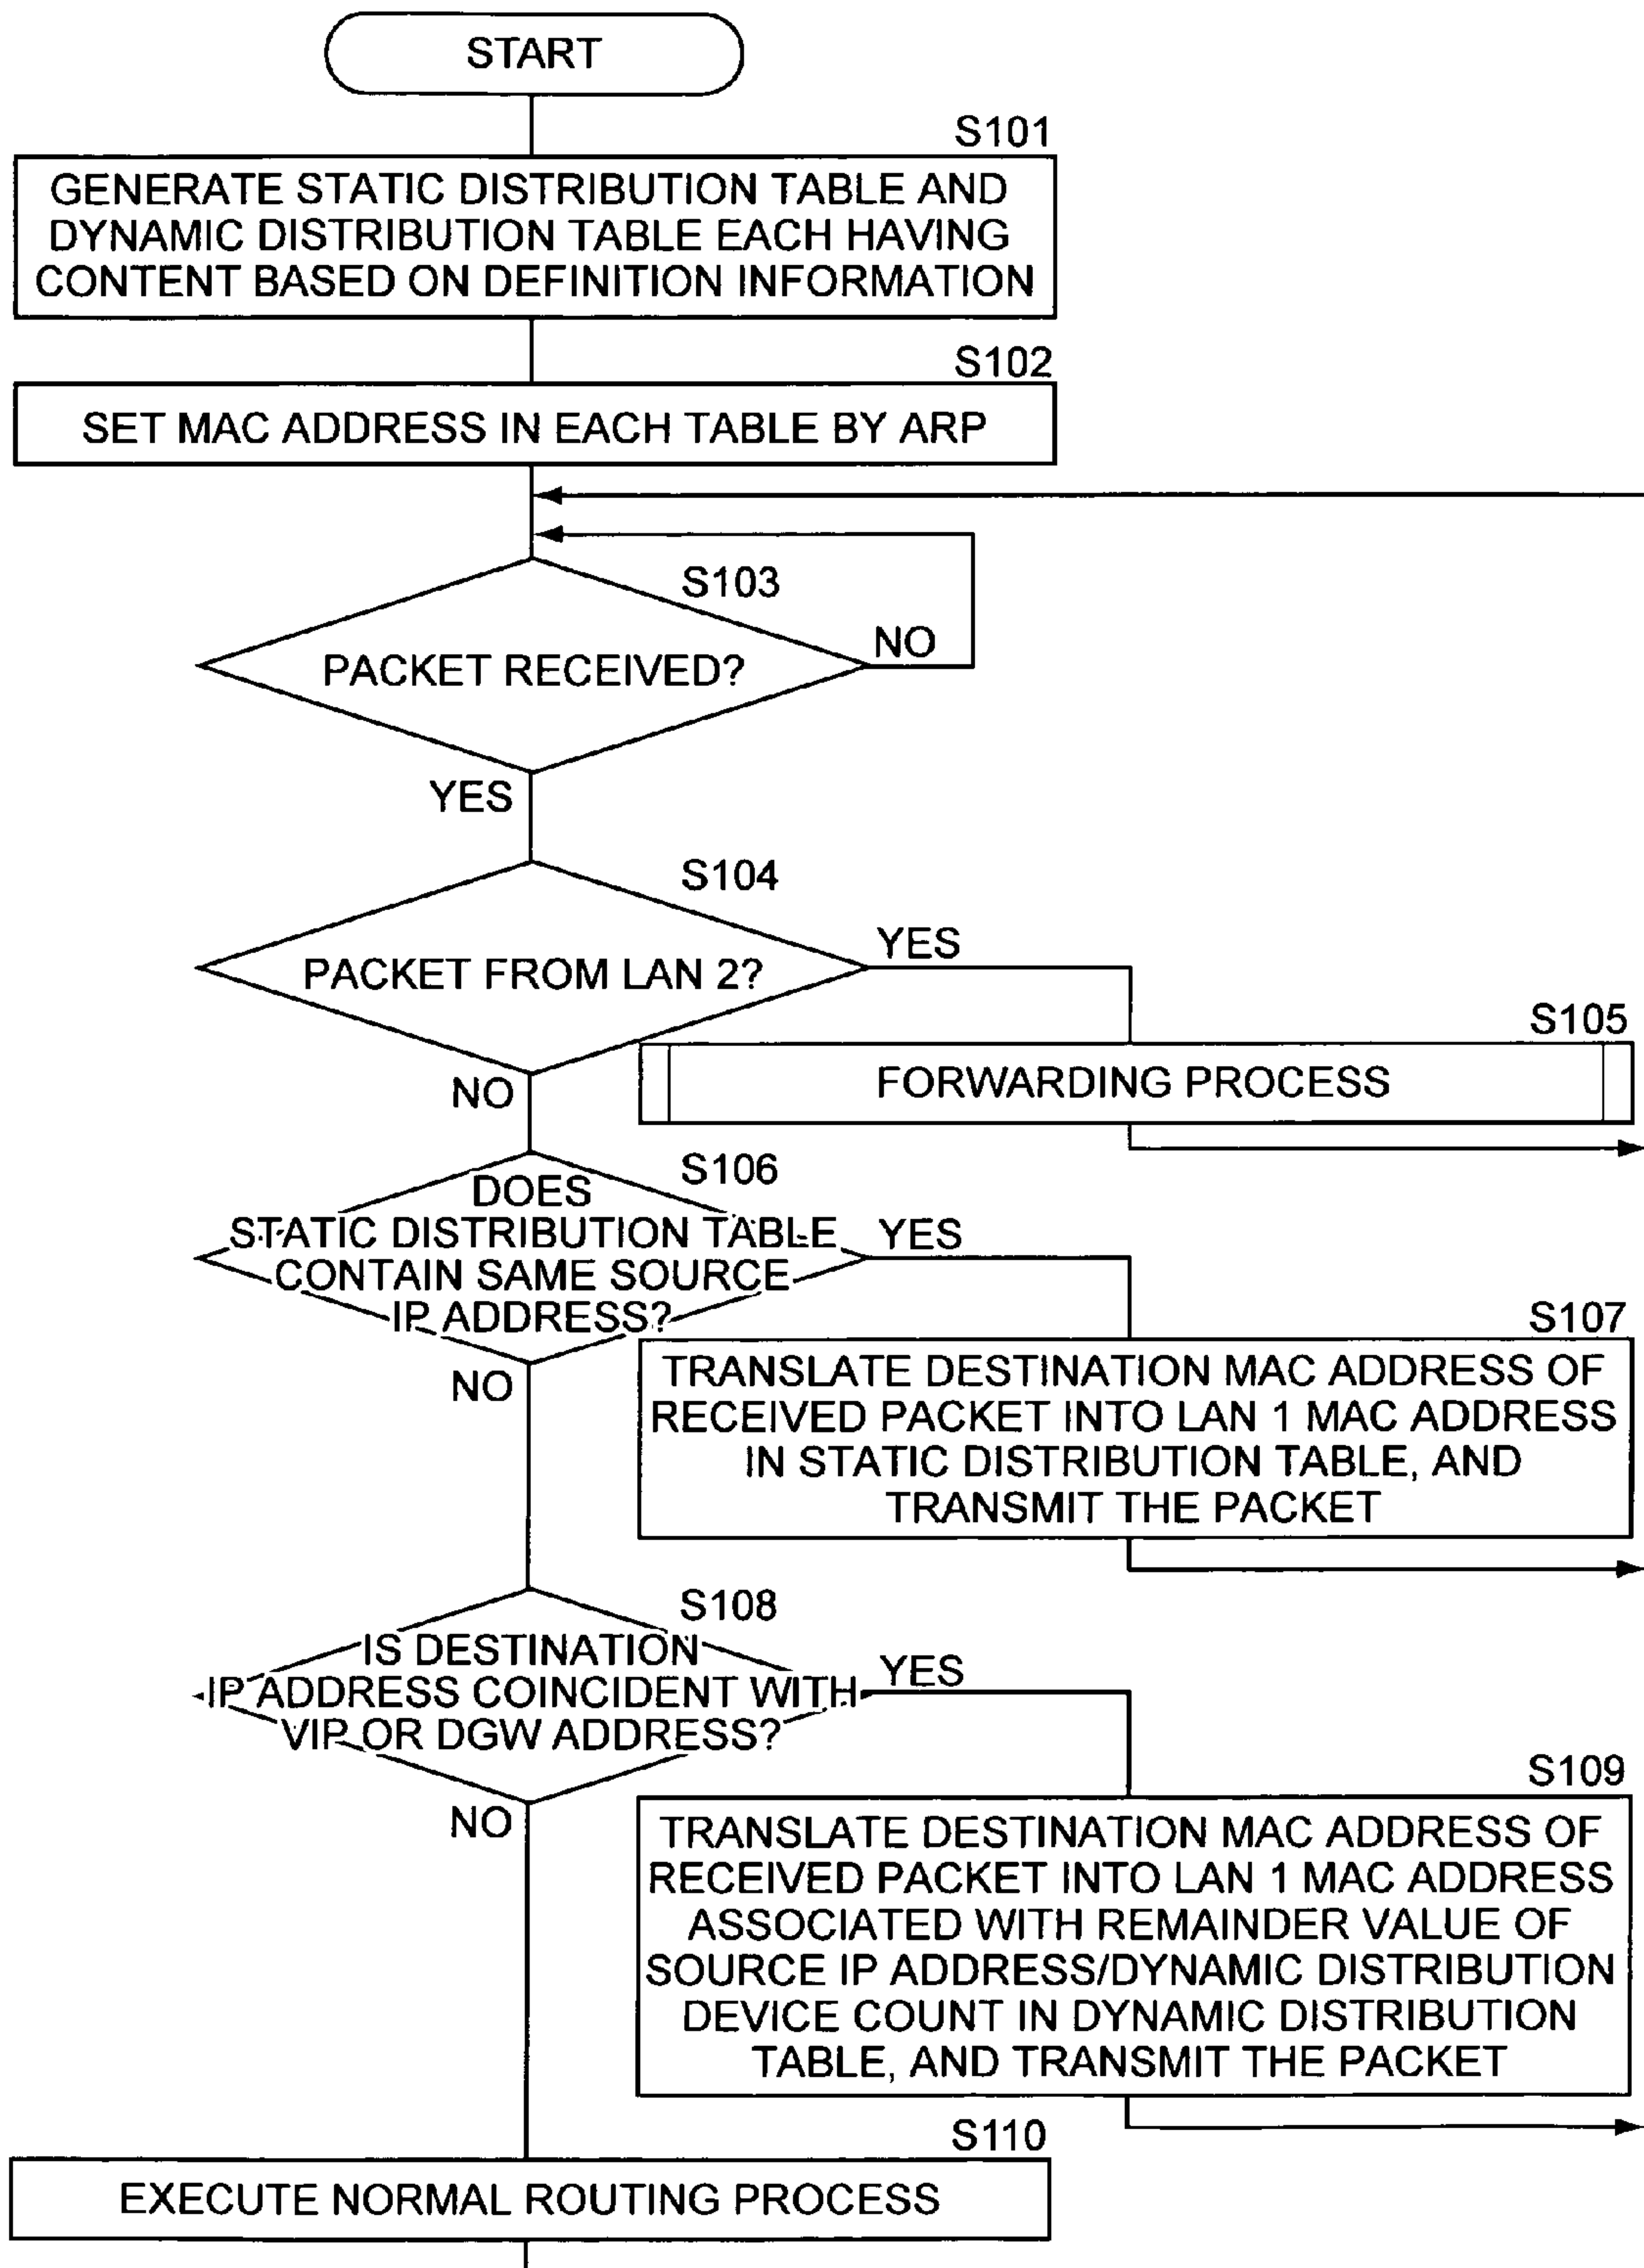 START
S101
GENERATE STATIC DISTRIBUTION TABLE AND
DYNAMIC DISTRIBUTION TABLE EACH HAVING
CONTENT BASED ON DEFINITION INFORMATION
S102
SET MAC ADDRESS IN EACH TABLE BY ARP
S103
PACKET RECEIVED?
NO
YES
S104
PACKET FROM LAN 2?
YES
S105
FORWARDING PROCESS
NO
S106
DOES
STATIC DISTRIBUTION TABLE
CONTAIN SAME SOURCE
IP ADDRESS?
YES
S107
TRANSLATE DESTINATION MAC ADDRESS OF
RECEIVED PACKET INTO LAN 1 MAC ADDRESS
IN STATIC DISTRIBUTION TABLE, AND
TRANSMIT THE PACKET
NO
S108
IS DESTINATION
IP ADDRESS COINCIDENT WITH
VIP OR DGW ADDRESS?
YES
S109
TRANSLATE DESTINATION MAC ADDRESS OF
RECEIVED PACKET INTO LAN 1 MAC ADDRESS
ASSOCIATED WITH REMAINDER VALUE OF
SOURCE IP ADDRESS/DYNAMIC DISTRIBUTION
DEVICE COUNT IN DYNAMIC DISTRIBUTION
TABLE, AND TRANSMIT THE PACKET
NO
S110
EXECUTE NORMAL ROUTING PROCESS